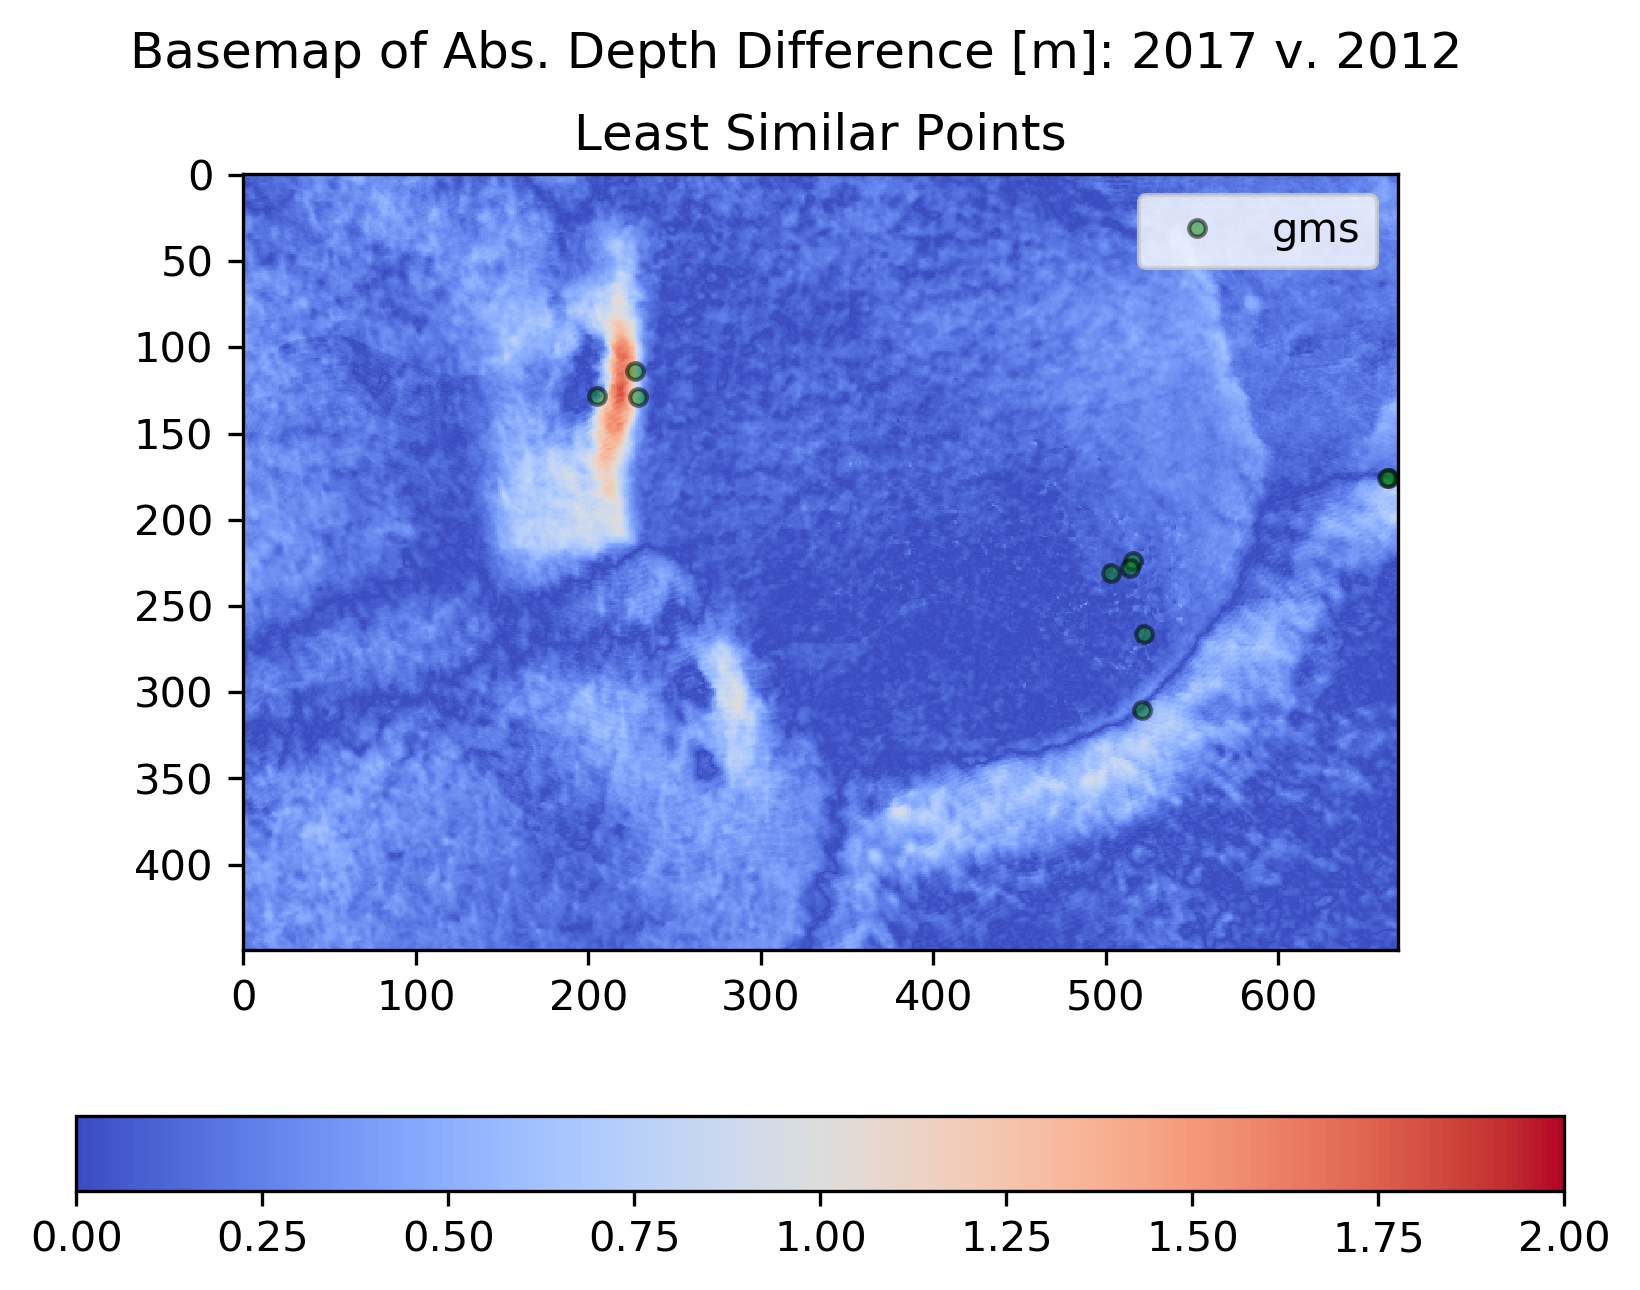 Basemap of Abs. Depth Difference [m]: 2017 v. 2012
Least Similar Points
gms
0
50
100
150
200
250
300
350
400
0 100 200 300 400 500 600
0.00 0.25 0.50 0.75 1.00 1.25 1.50 1.75 2.00